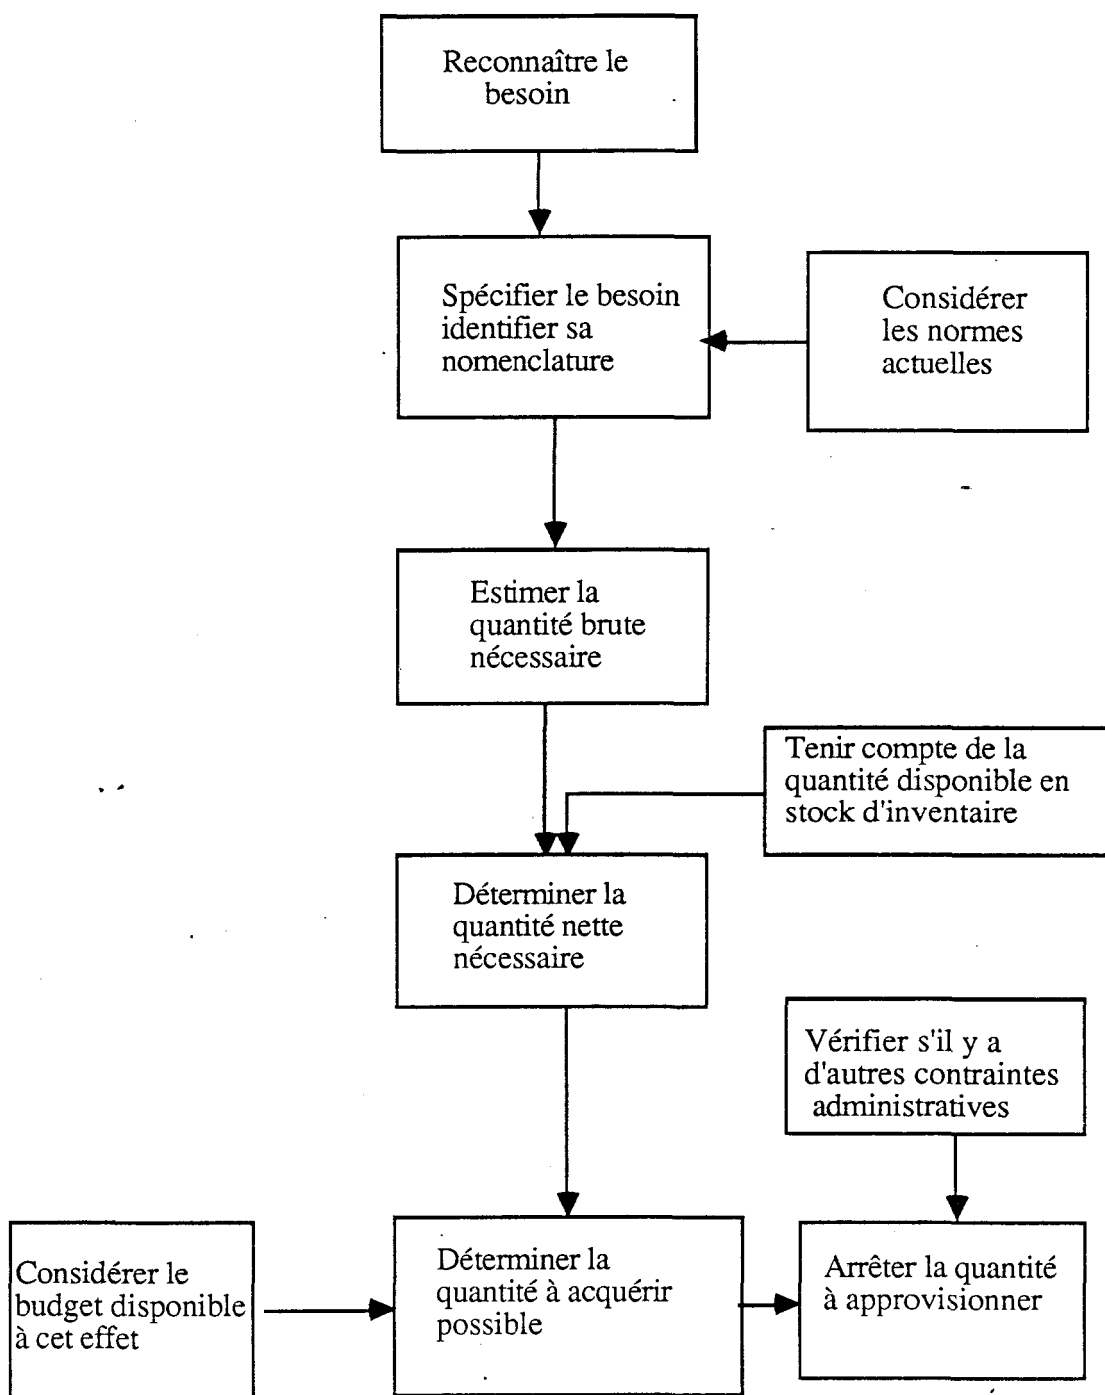 Reconnaître le
besoin
Spécifier le besoin
identifier sa
nomenclature
Considérer
les normes
actuelles
Estimer la
quantité brute
nécessaire
Tenir compte de la
quantité disponible en
stock d'inventaire
Déterminer la
quantité nette
nécessaire
Vérifier s'il y a
d'autres contraintes
administratives
Considérer le
budget disponible
à cet effet
Déterminer la
quantité à acquérir
possible
Arrêter la quantité
à approvisionner